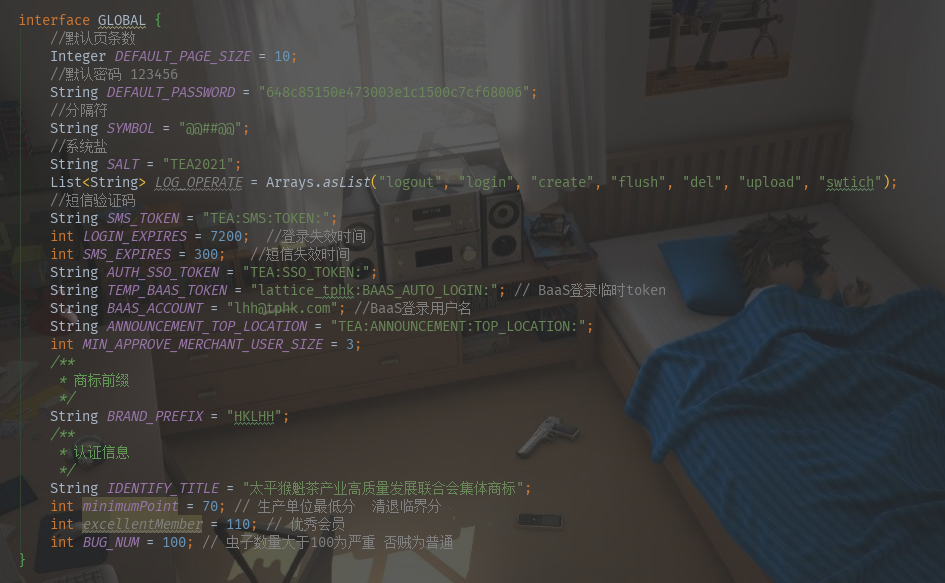 interface GLOBAL {
//默认页条数
Integer DEFAULT_PAGE_SIZE = 10;
//默认密码 123456
String DEFAULT_PASSWORD = "648c85150e473003e1c1500c7cf68006";
//分隔符
String SYMBOL = "@@##@@";
//系统盐
String SALT = "TEA2021";
List<String> LOG_OPERATE = Arrays.asList("logout", "login", "create", "flush", "del", "upload", "swtich");
//短信验证码
String SMS_TOKEN = "TEA:SMS:TOKEN:";
int LOGIN_EXPIRES = 7200;  //登录失效时间
int SMS_EXPIRES = 300;   //短信失效时间
String AUTH_SSO_TOKEN = "TEA:SSO_TOKEN:";
String TEMP_BAAS_TOKEN = "lattice_tphk:BAAS_AUTO_LOGIN:"; // BaaS登录临时token
String BAAS_ACCOUNT = "lhh@tphk.com"; //BaaS登录用户名
String ANNOUNCEMENT_TOP_LOCATION = "TEA:ANNOUNCEMENT:TOP_LOCATION:";
int MIN_APPROVE_MERCHANT_USER_SIZE = 3;
/**
* 商标前缀
*/
String BRAND_PREFIX = "HKLHH";
/**
* 认证信息
*/
String IDENTIFY_TITLE = "太平猴魁茶产业高质量发展联合会集体商标";
int minimumPoint = 70; // 生产单位最低分  清退临界分
int excellentMember = 110; // 优秀会员
int BUG_NUM = 100; // 虫子数量大于100为严重 否贼为普通
}